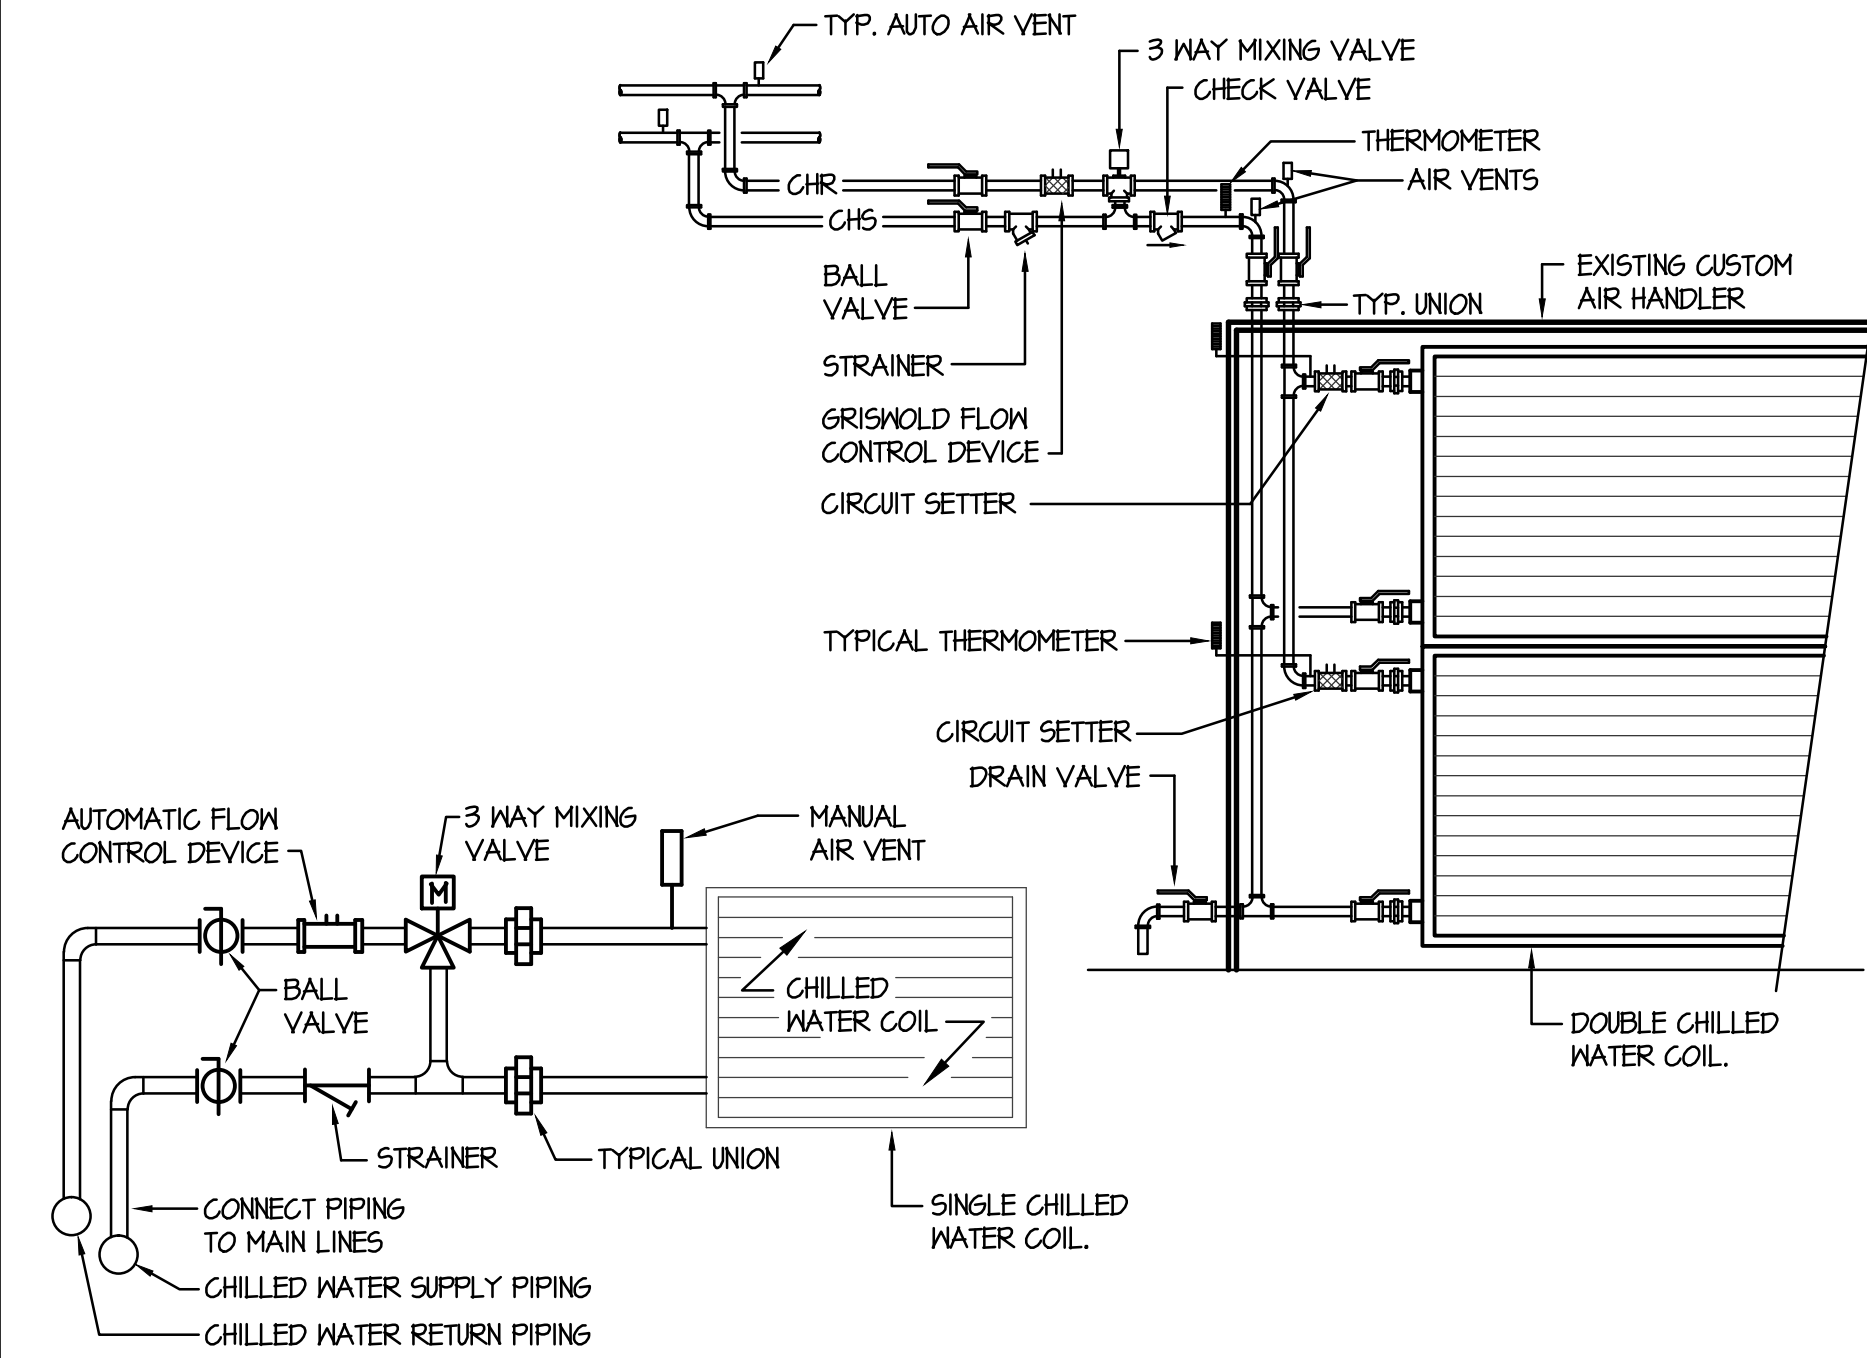 TYP. AUTO AIR VENT
3 WAY MIXING VALVE
CHECK VALVE
THERMOMETER
AIR VENTS
CHR
CHS
BALL
VALVE
STRAINER
GRISWOLD FLOW
CONTROL DEVICE
CIRCUIT SETTER
TYP. UNION
EXISTING CUSTOM
AIR HANDLER
TYPICAL THERMOMETER
CIRCUIT SETTER
DRAIN VALVE
DOUBLE CHILLED
WATER COIL.
AUTOMATIC FLOW
CONTROL DEVICE
3 WAY MIXING
VALVE
MANUAL
AIR VENT
M
BALL
VALVE
CHILLED
WATER COIL
STRAINER
TYPICAL UNION
CONNECT PIPING
TO MAIN LINES
SINGLE CHILLED
WATER COIL.
CHILLED WATER SUPPLY PIPING
CHILLED WATER RETURN PIPING